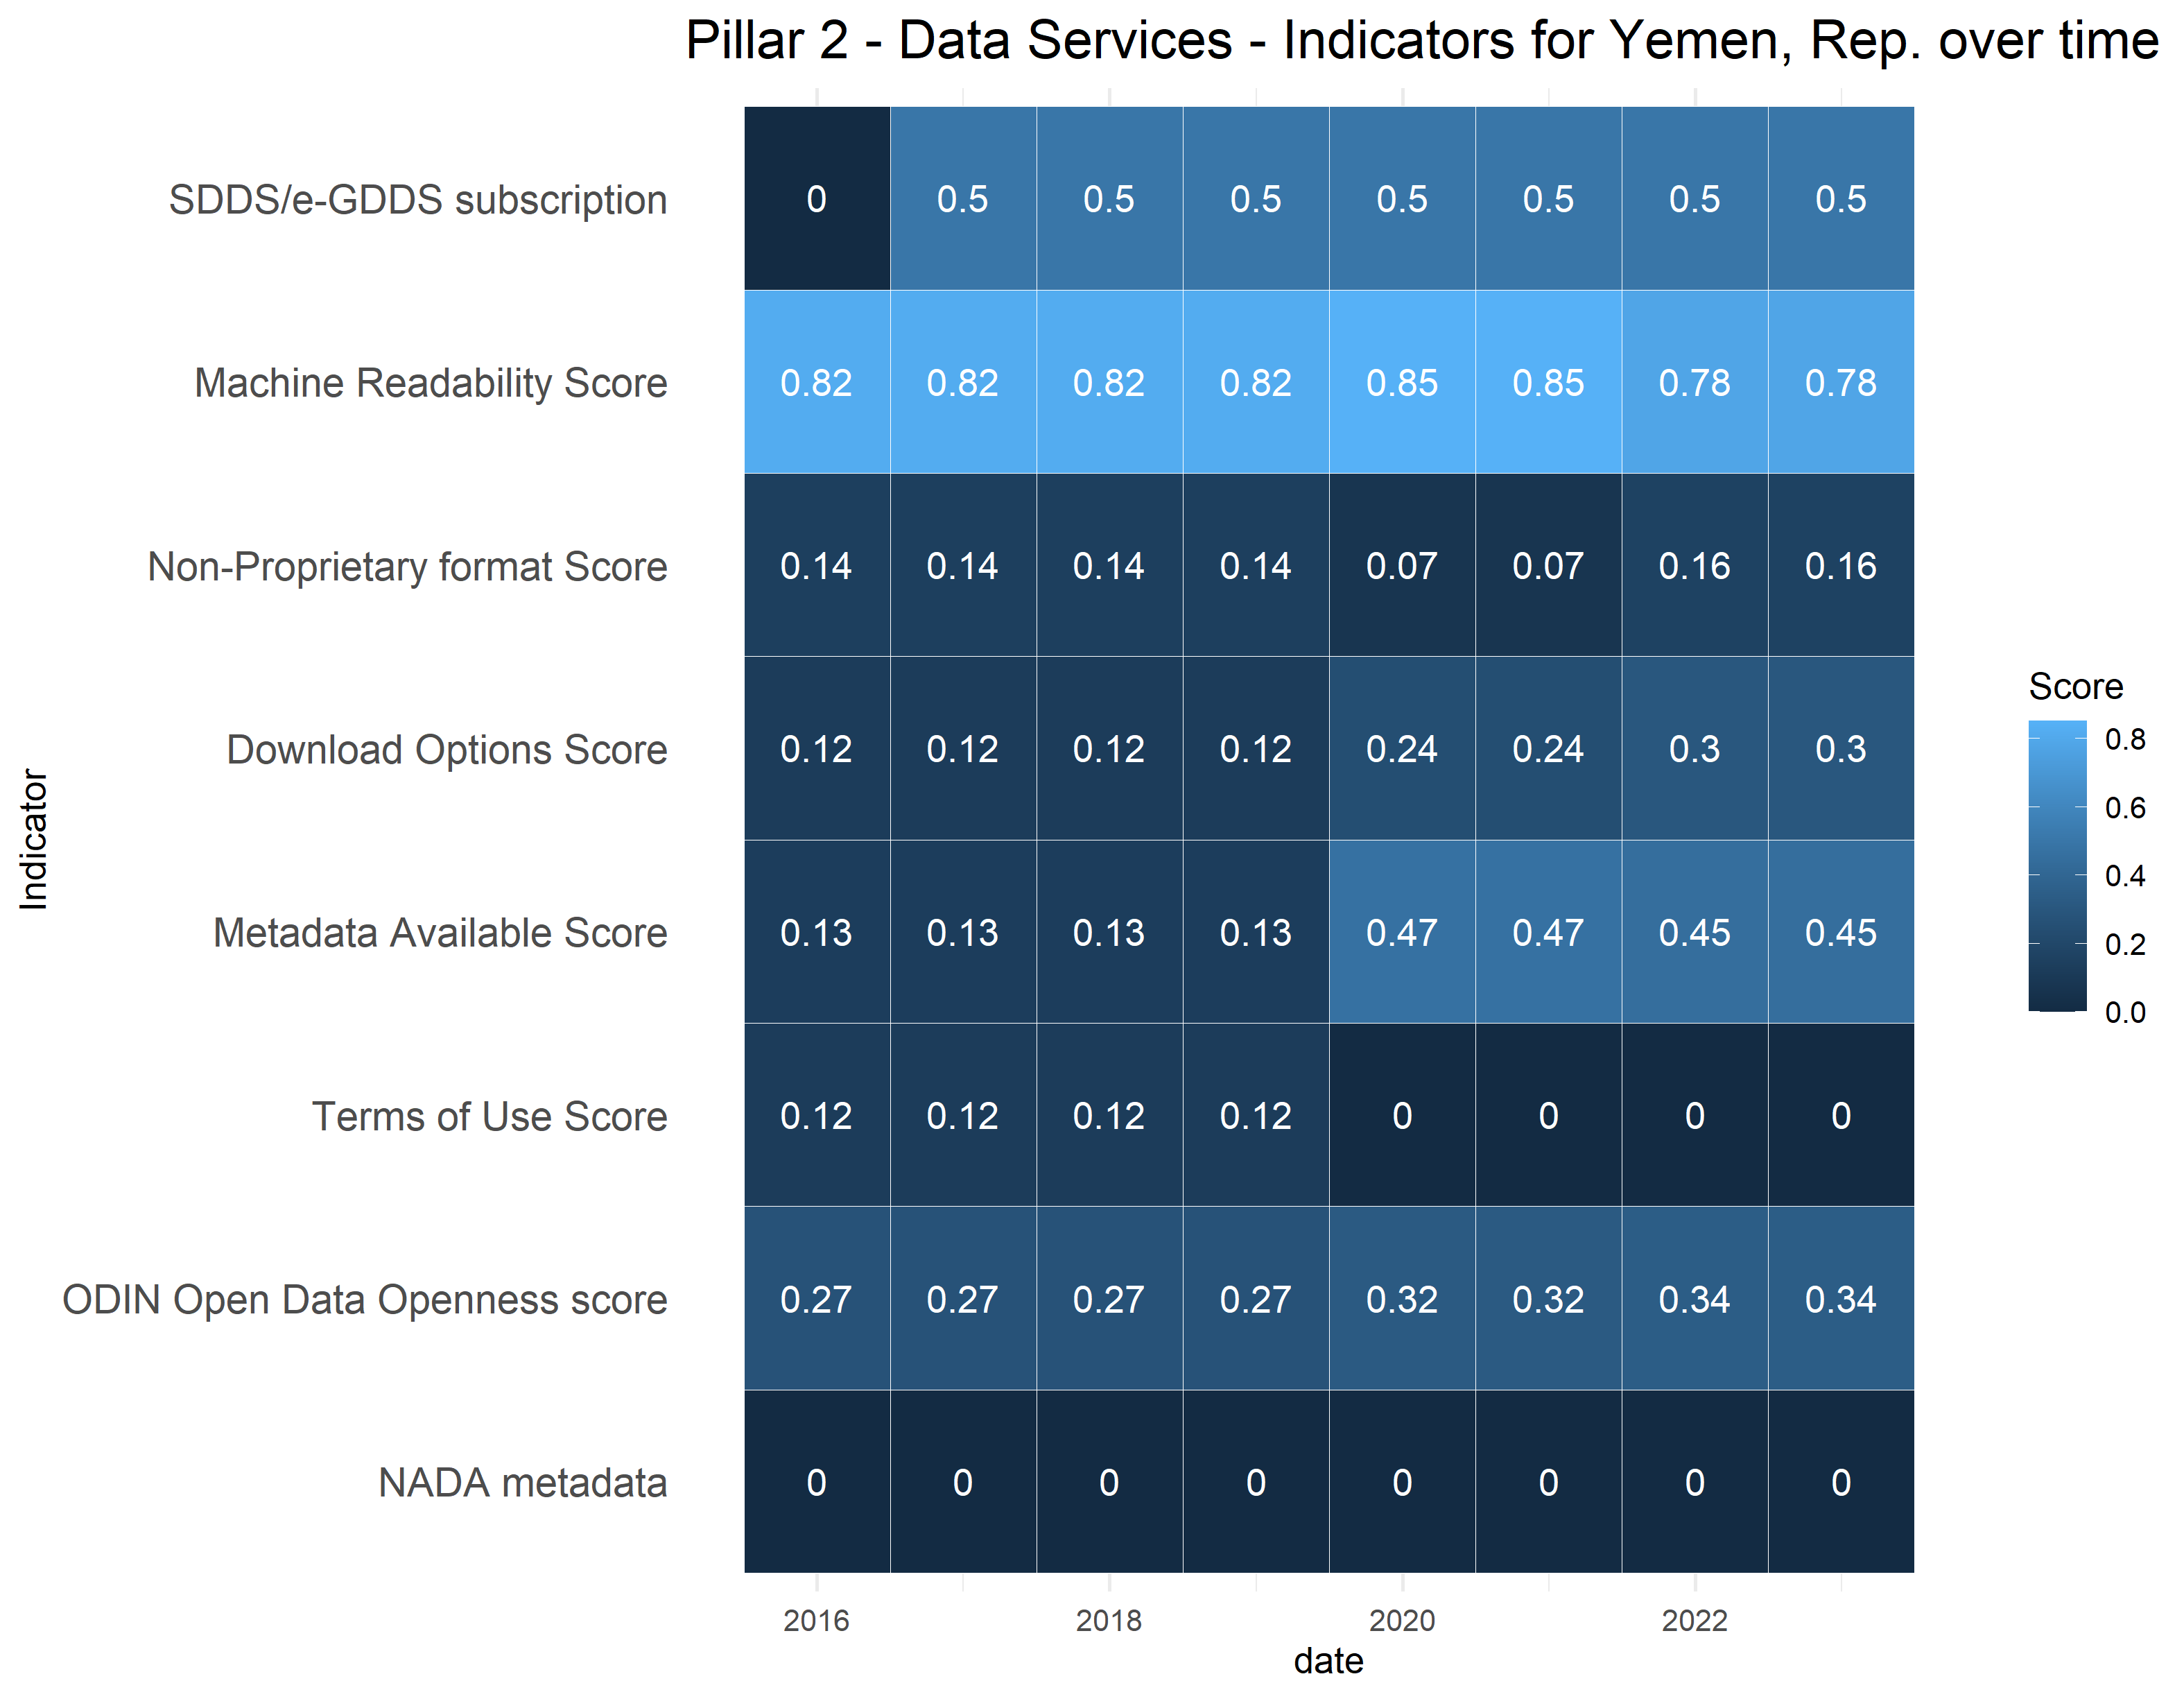 Pillar 2 - Data Services - Indicators for Yemen, Rep. over time
Indicator
SDDS/e-GDDS subscription 0 0.5 0.5 0.5 0.5 0.5 0.5 0.5
Machine Readability Score 0.82 0.82 0.82 0.82 0.85 0.85 0.78 0.78
Non-Proprietary format Score 0.14 0.14 0.14 0.14 0.07 0.07 0.16 0.16
Download Options Score 0.12 0.12 0.12 0.12 0.24 0.24 0.3 0.3
Metadata Available Score 0.13 0.13 0.13 0.13 0.47 0.47 0.45 0.45
Terms of Use Score 0.12 0.12 0.12 0.12 0 0 0 0
ODIN Open Data Openness score 0.27 0.27 0.27 0.27 0.32 0.32 0.34 0.34
NADA metadata 0 0 0 0 0 0 0 0
2016 2018 2020 2022
date
Score
0.8
0.6
0.4
0.2
0.0